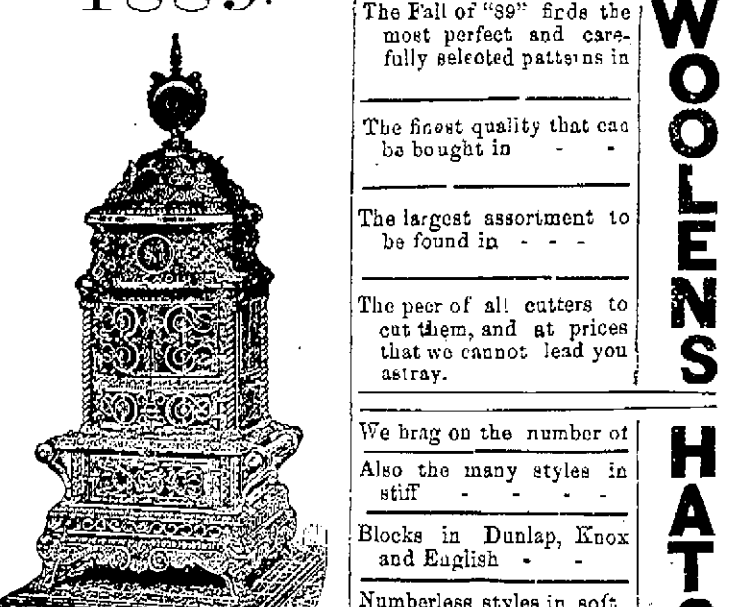 1889.
The Fall of "89" finds the
most perfect and care-
fully selected patterns in
The finest quality that can
be bought in - -
The largest assortment to
be found in - - -
The peer of all cutters to
cut them, and at prices
that we cannot lead you
astray.
WOOLENS
We brag on the number of
Also the many styles in
stiff - - - -
Blocks in Dunlap, Knox
and English - -
Numberless styles in soft
HATS